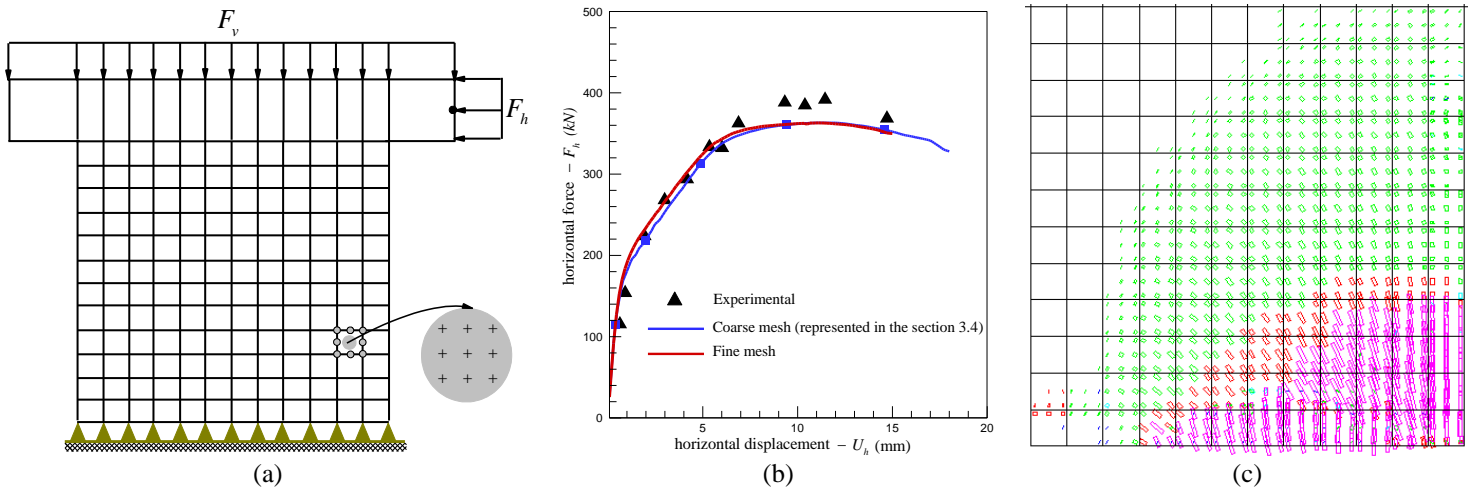 F_v
F_h
(a)
500
400
300
200
100
0
5
10
15
20
horizontal force – F_h (kN)
horizontal displacement – U_h (mm)
Experimental
Coarse mesh (represented in the section 3.4)
Fine mesh
(b)
(c)